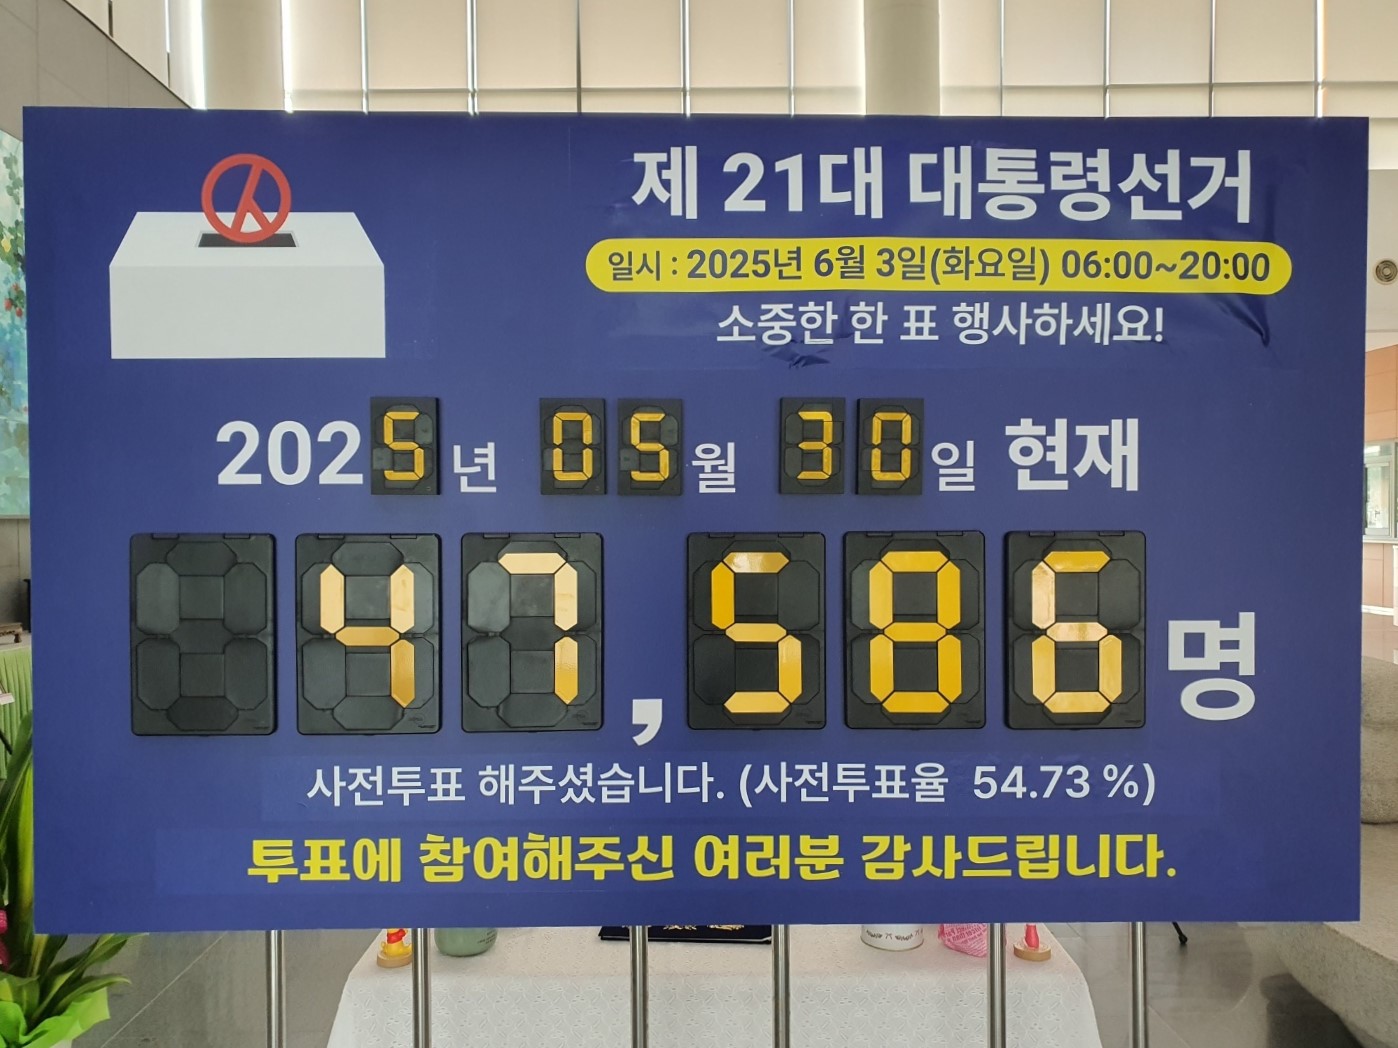 제 21대 대통령선거
일시 : 2025년 6월 3일(화요일) 06:00~20:00
소중한 한 표 행사하세요!
2025년 05월 30일 현재
47,586명
사전투표 해주셨습니다. (사전투표율 54.73 %)
투표에 참여해주신 여러분 감사드립니다.